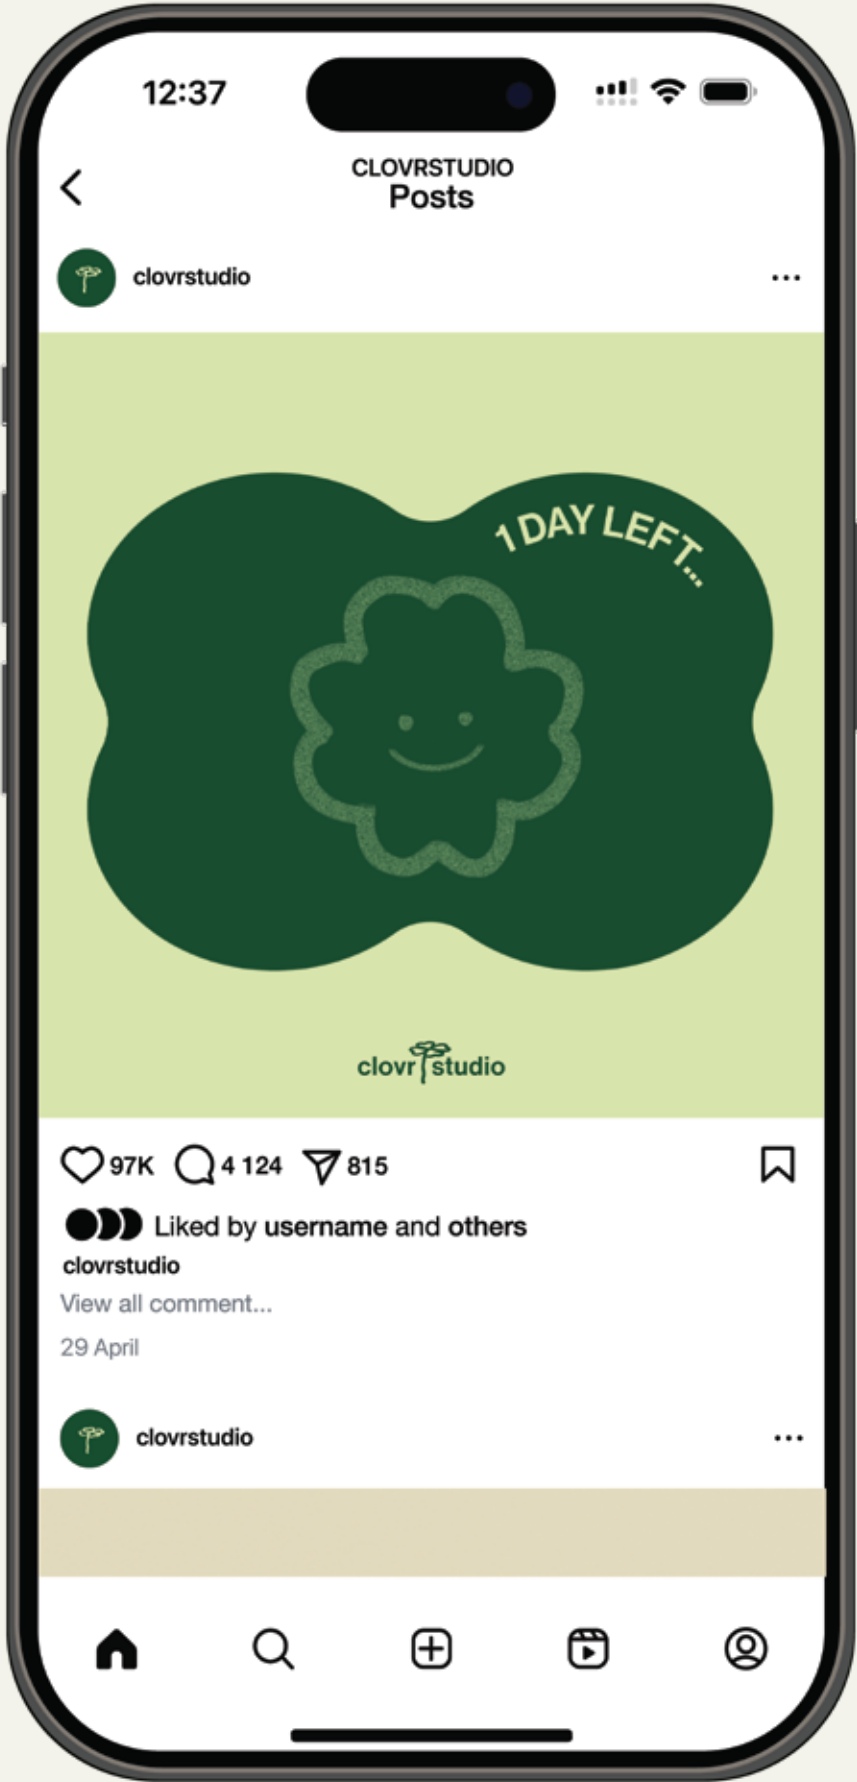 12:37
CLOVRSTUDIO
Posts
clovrstudio
1 DAY LEFT...
clovr studio
97K 4 124 815
Liked by username and others
clovrstudio
View all comment...
29 April
clovrstudio